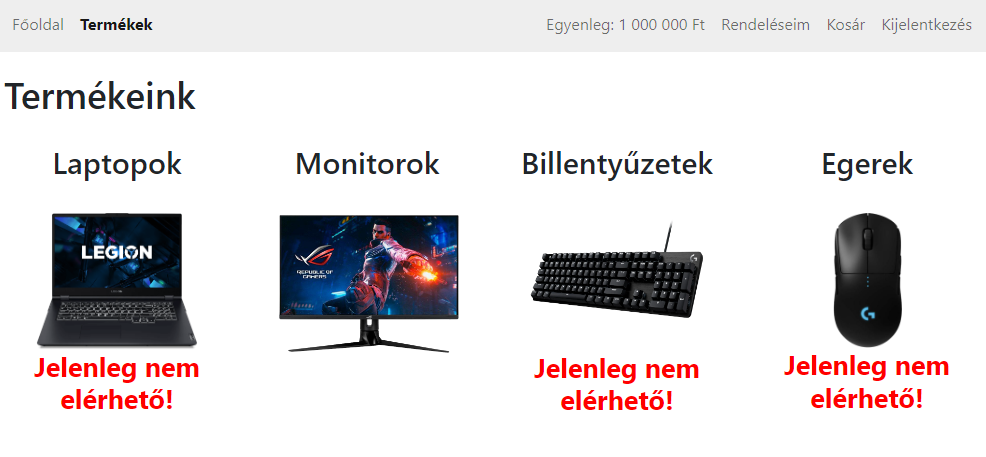 Főoldal Termékek Egyenleg: 1 000 000 Ft Rendeléseim Kosár Kijelentkezés
Termékeink
Laptopok Monitorok Billentyűzetek Egerek
LEGION
REPUBLIC OF
GAMERS
G
G
Jelenleg nem
elérhető!
Jelenleg nem
elérhető!
Jelenleg nem
elérhető!